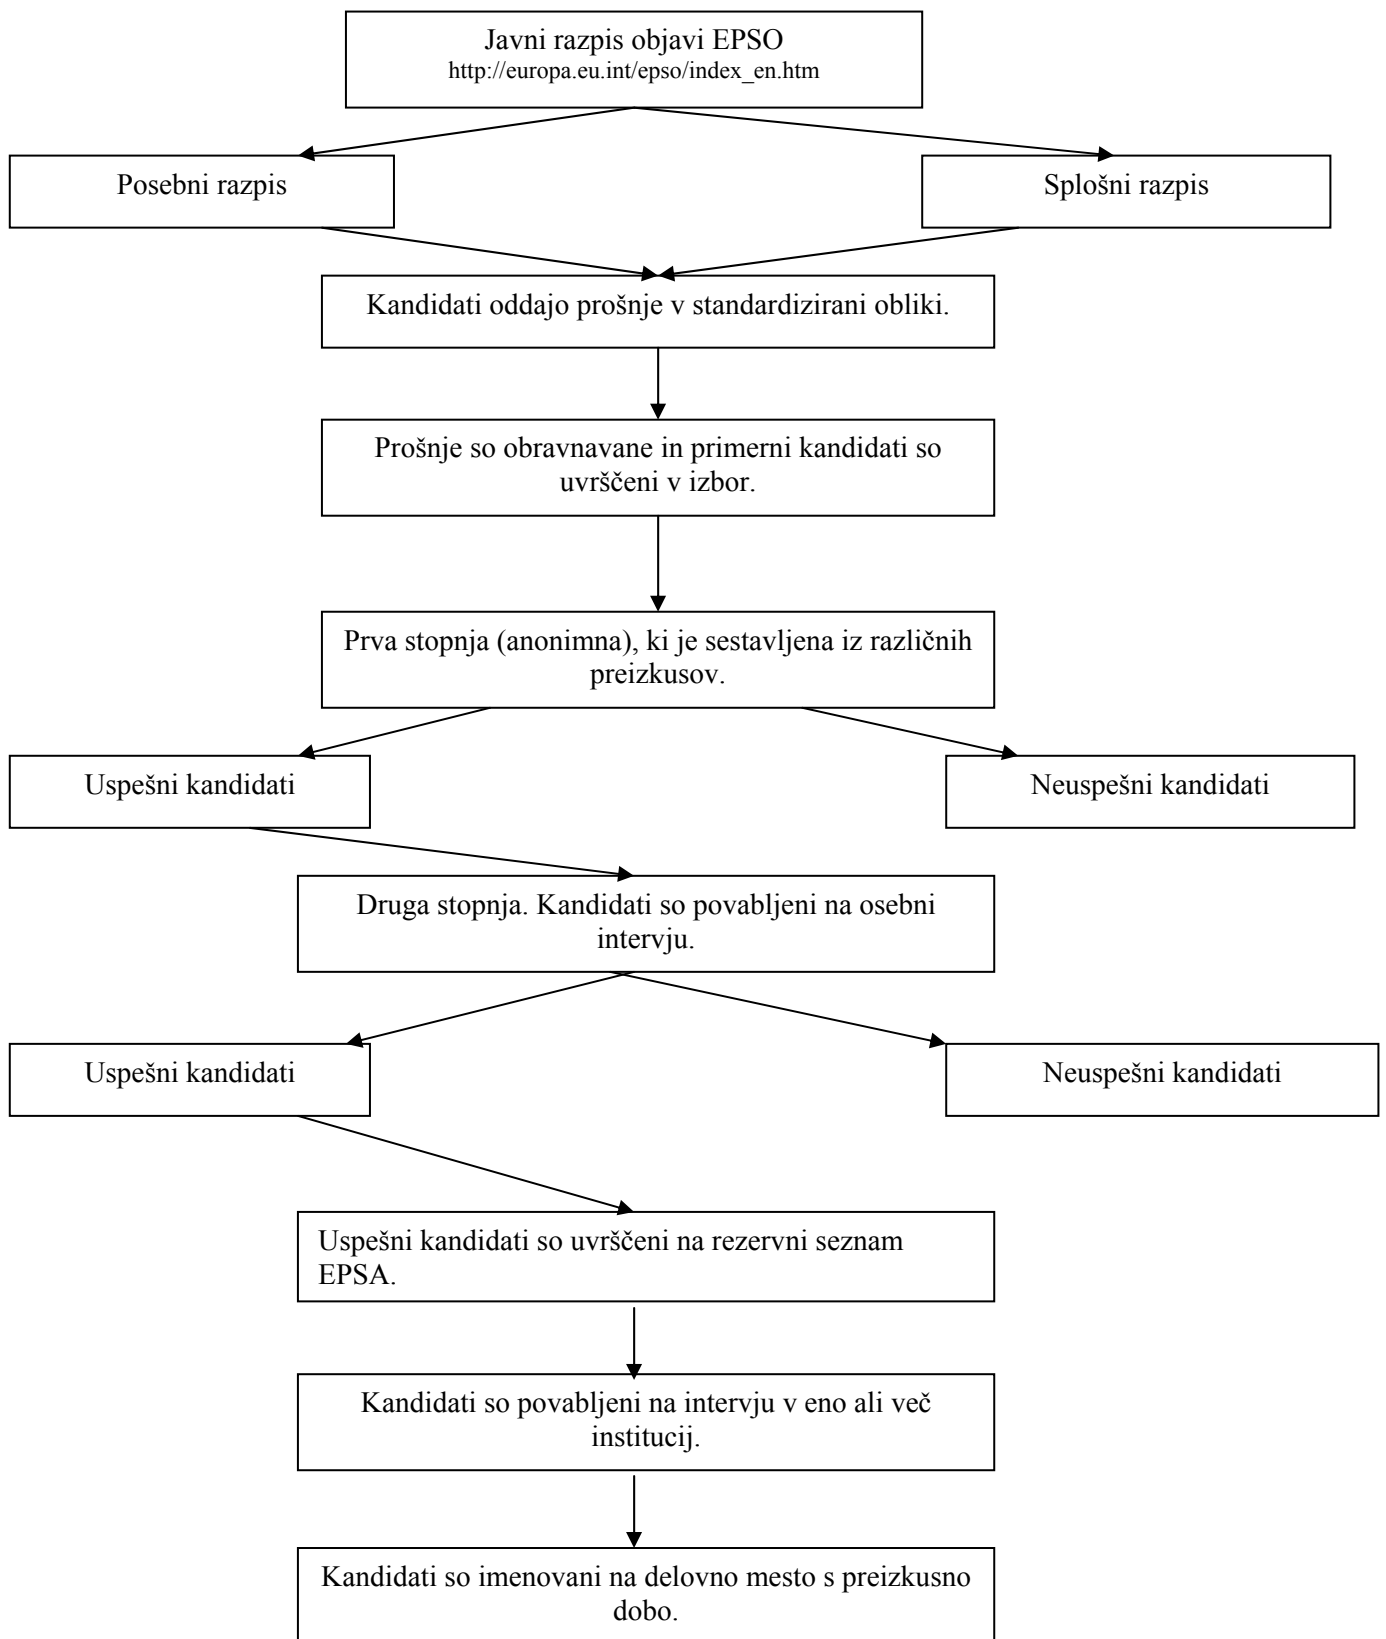 Javni razpis objavi EPSO
http://europa.eu.int/epso/index_en.htm
Posebni razpis
Splošni razpis
Kandidati oddajo prošnje v standardizirani obliki.
Prošnje so obravnavane in primerni kandidati so
uvrščeni v izbor.
Prva stopnja (anonimna), ki je sestavljena iz različnih
preizkusov.
Uspešni kandidati
Neuspešni kandidati
Druga stopnja. Kandidati so povabljeni na osebni
intervju.
Uspešni kandidati
Neuspešni kandidati
Uspešni kandidati so uvrščeni na rezervni seznam
EPSA.
Kandidati so povabljeni na intervju v eno ali več
institucij.
Kandidati so imenovani na delovno mesto s preizkusno
dobo.